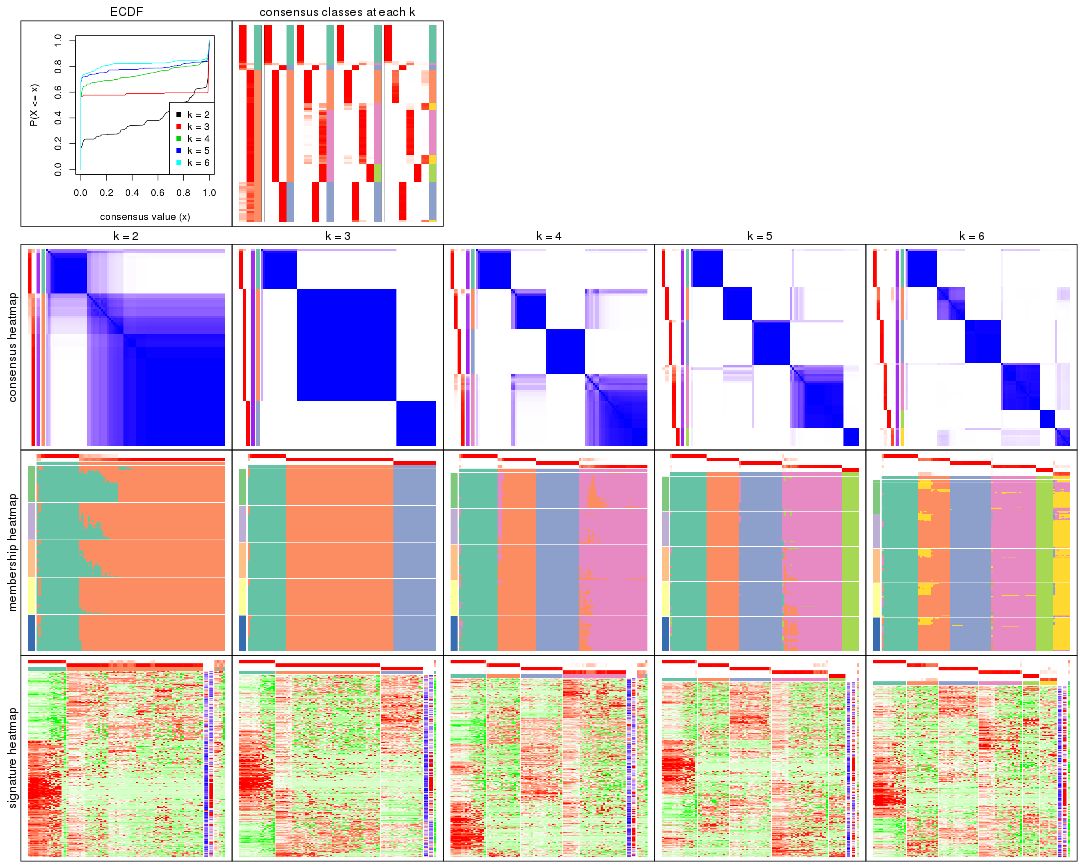 ECDF
consensus classes at each k
P(X <= x)
0.0 0.2 0.4 0.6 0.8 1.0
k = 2
k = 3
k = 4
k = 5
k = 6
0.0 0.2 0.4 0.6 0.8 1.0
consensus value (x)
k = 2 k = 3 k = 4 k = 5 k = 6
consensus heatmap
membership heatmap
signature heatmap